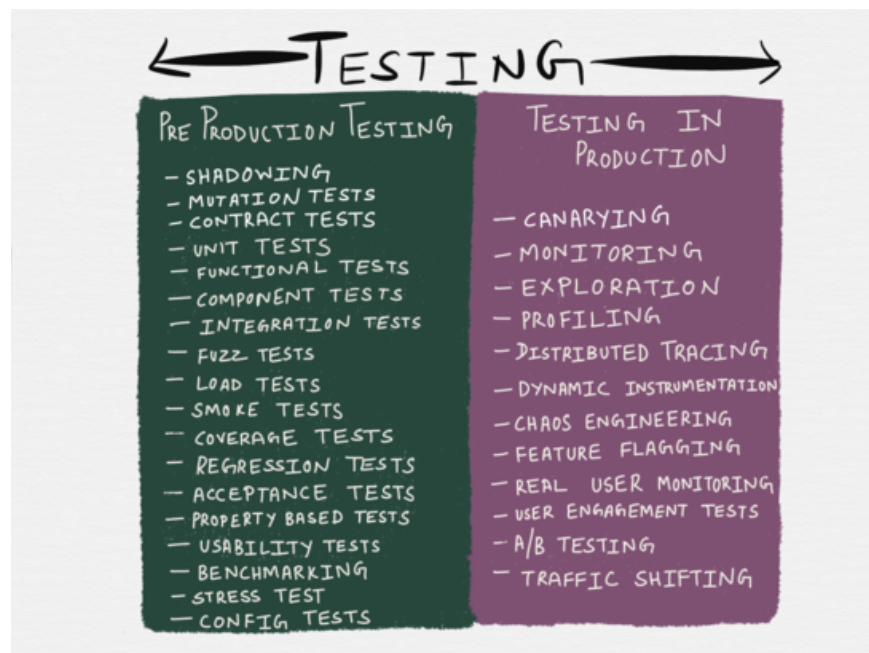 TESTING
PRE PRODUCTION TESTING
- SHADOWING
- MUTATION TESTS
- CONTRACT TESTS
- UNIT TESTS
- FUNCTIONAL TESTS
- COMPONENT TESTS
- INTEGRATION TESTS
- FUZZ TESTS
- LOAD TESTS
- SMOKE TESTS
- COVERAGE TESTS
- REGRESSION TESTS
- ACCEPTANCE TESTS
- PROPERTY BASED TESTS
- USABILITY TESTS
- BENCHMARKING
- STRESS TEST
- CONFIG TESTS
TESTING IN
PRODUCTION
- CANARYING
- MONITORING
- EXPLORATION
- PROFILING
- DISTRIBUTED TRACING
- DYNAMIC INSTRUMENTATION
- CHAOS ENGINEERING
- FEATURE FLAGGING
- REAL USER MONITORING
- USER ENGAGEMENT TESTS
- A/B TESTING
- TRAFFIC SHIFTING